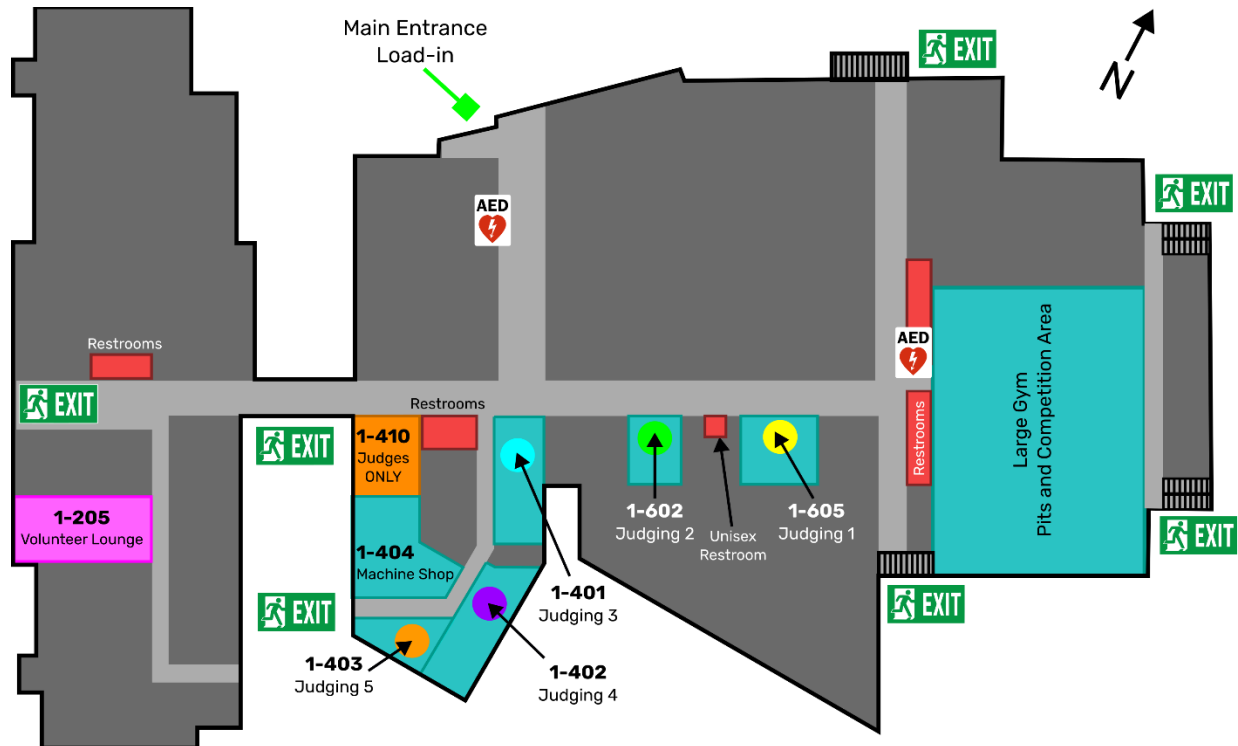 Main Entrance
Load-in
EXIT
N
EXIT
AED
Restrooms
AED
EXIT
Restrooms
EXIT
1-410
Judges
ONLY
Restrooms
Large Gym
Pits and Competition Area
1-205
Volunteer Lounge
1-602
Judging 2
Unisex
Restroom
1-605
Judging 1
1-404
Machine Shop
EXIT
EXIT
EXIT
1-401
Judging 3
1-403
Judging 5
1-402
Judging 4